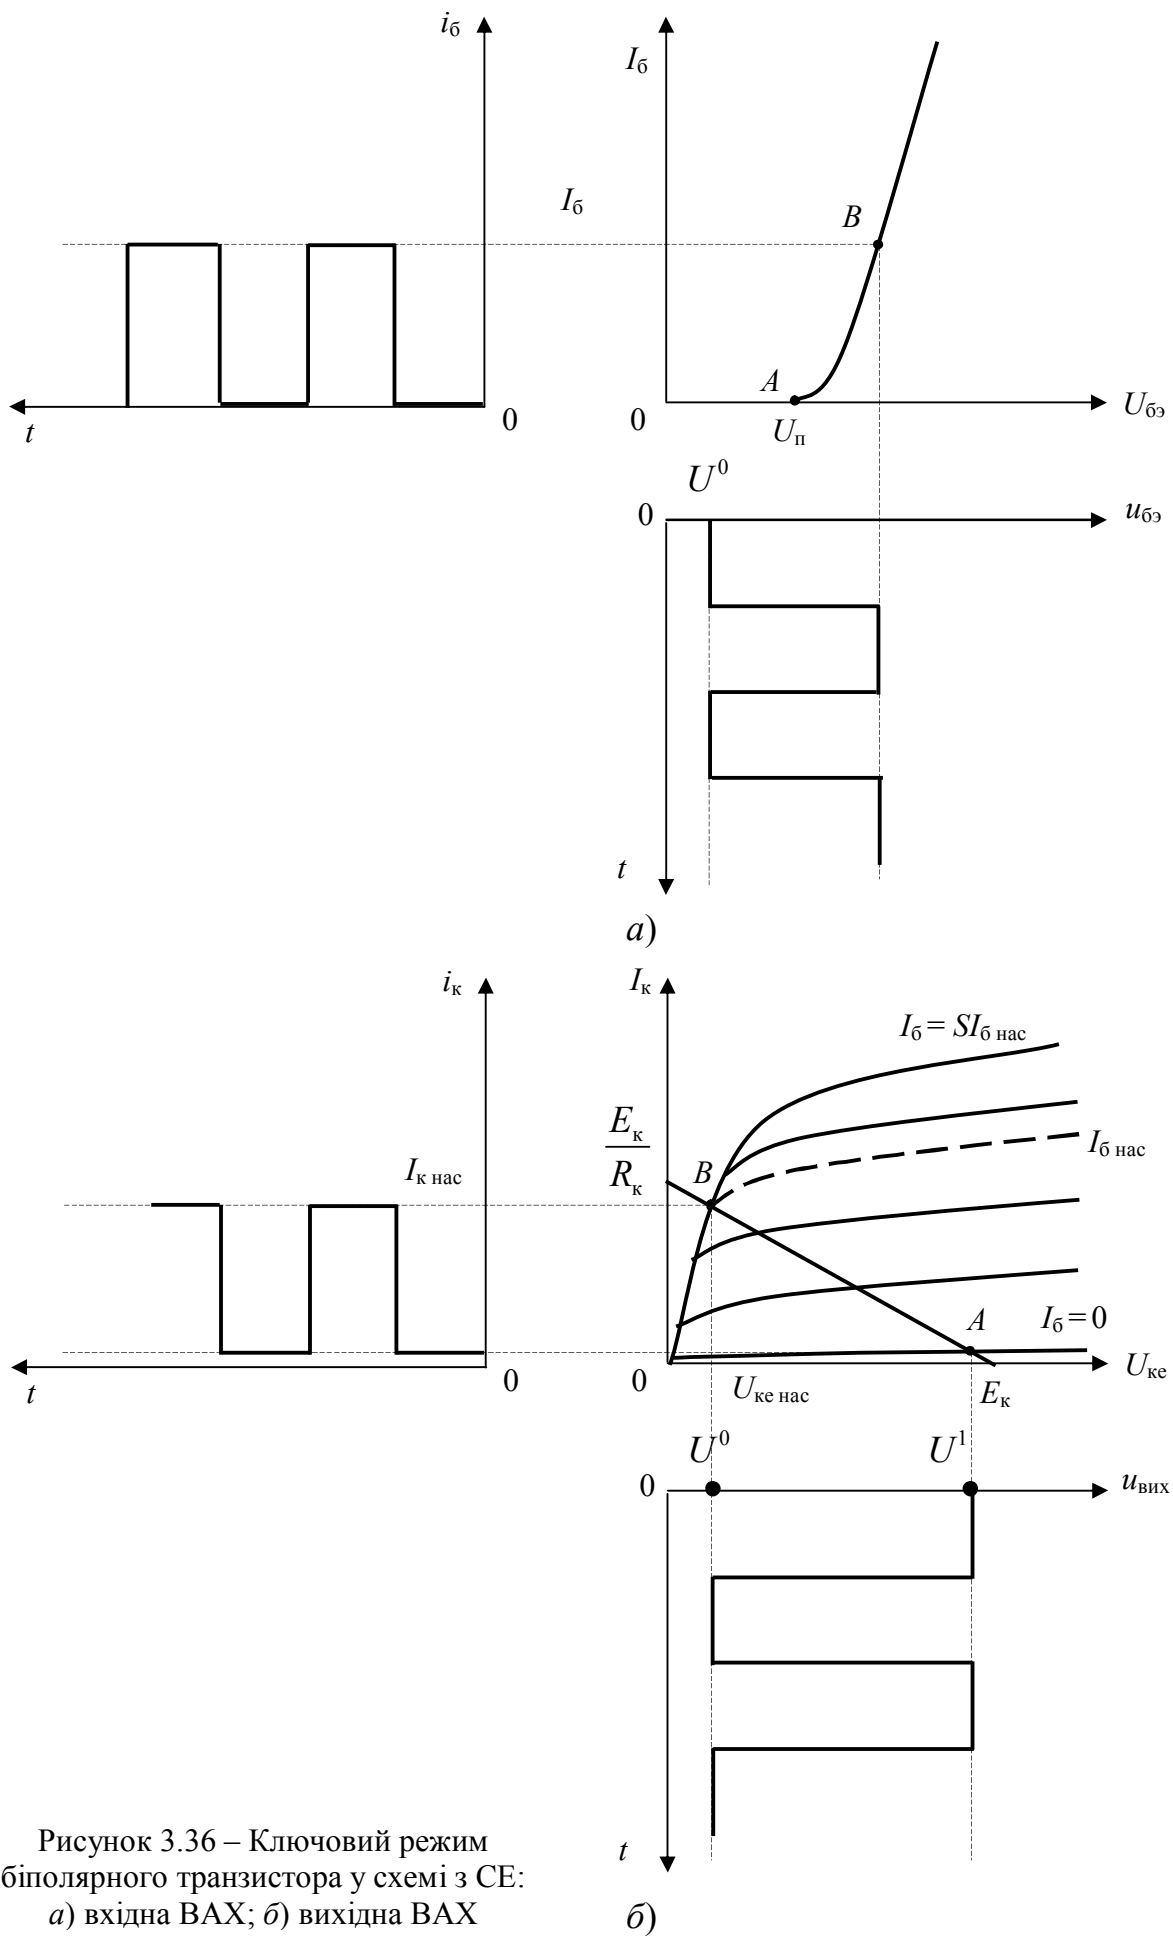 iб
Iб
Iб
B
A
t
0
0
Uп
Uбэ
U⁰
0
uбэ
t
а)
iк
Iк
Iб = SIб нас
Eк
Rк
Iб нас
Iк нас
B
A
Iб = 0
t
0
0
Uке нас
Eк
Uке
U⁰
U¹
0
uвих
t
Рисунок 3.36 – Ключовий режим
біполярного транзистора у схемі з СЕ:
а) вхідна ВАХ; б) вихідна ВАХ
б)